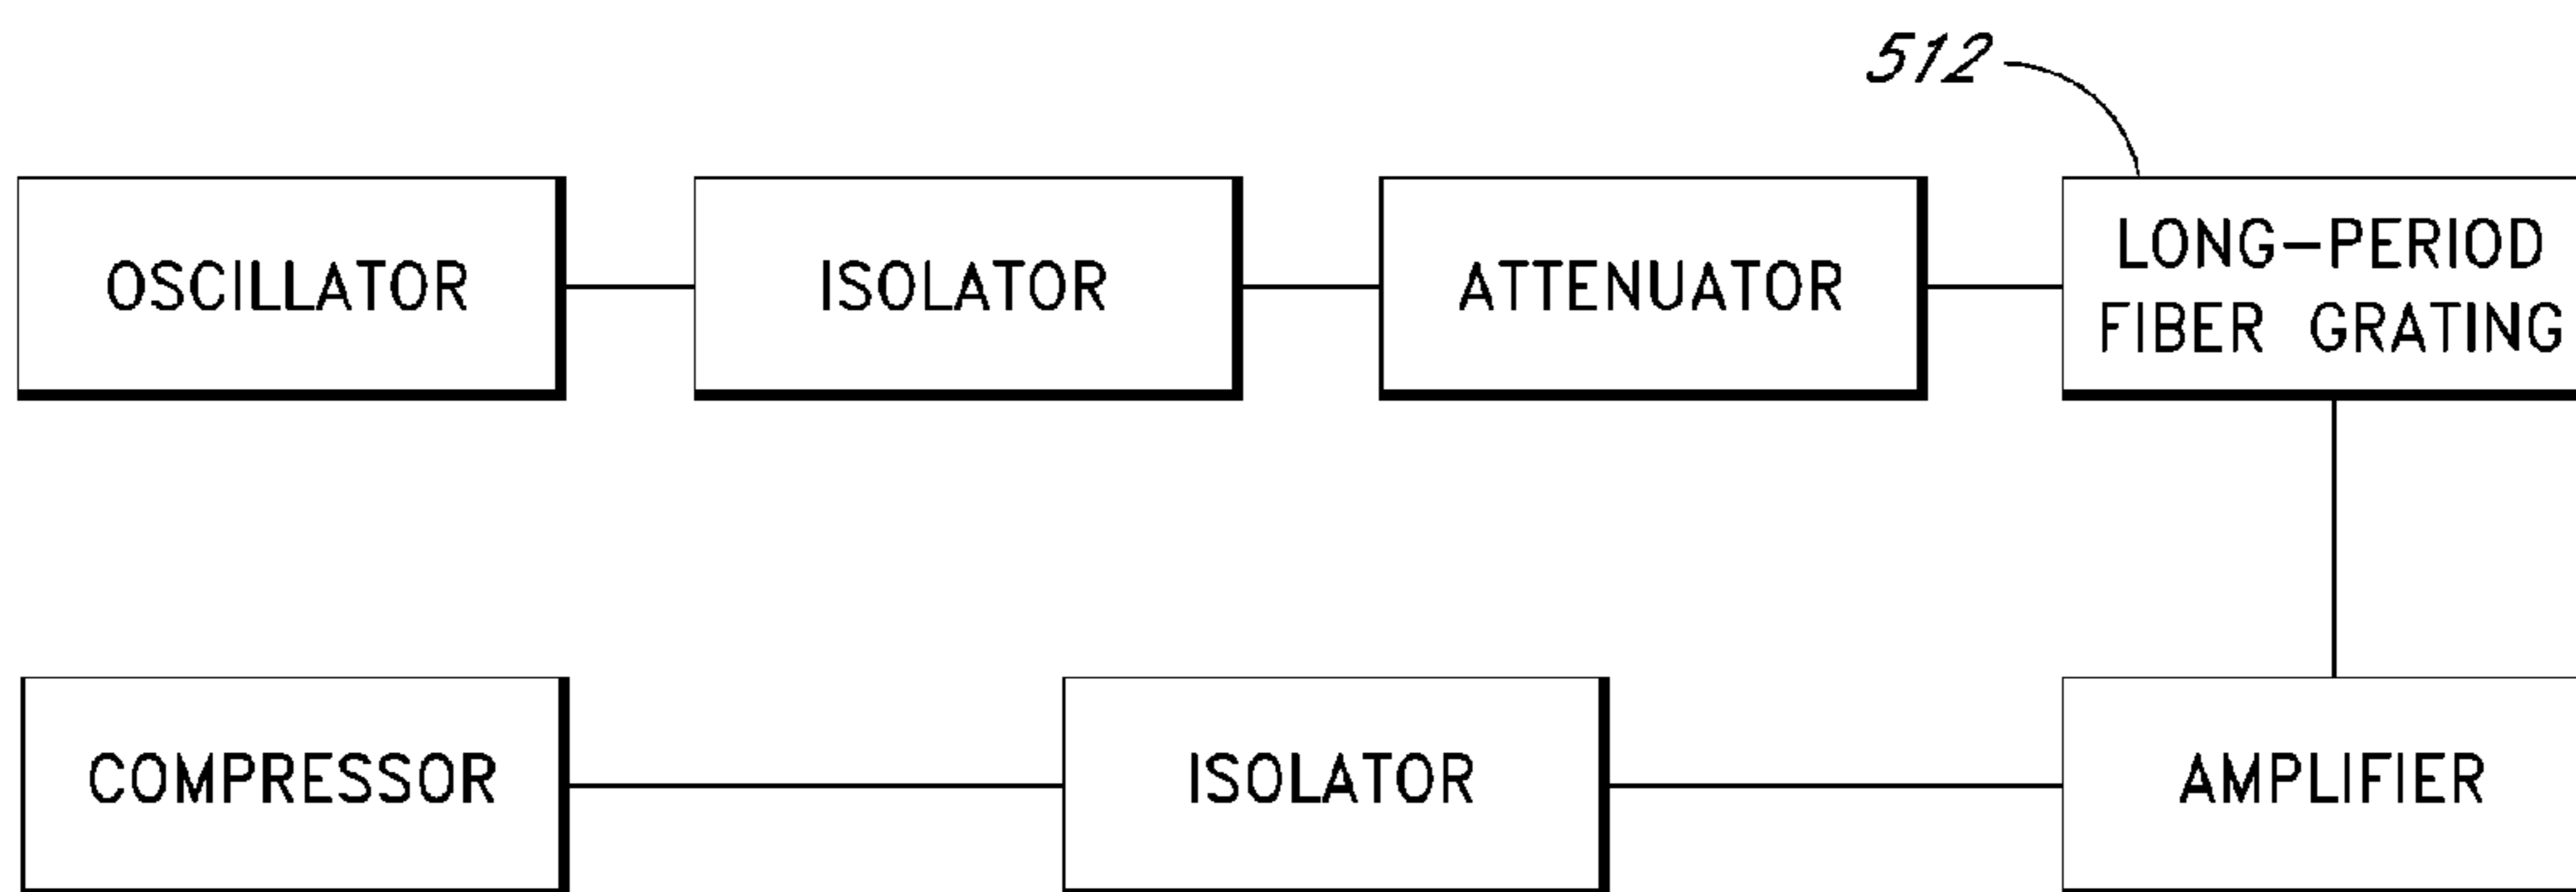 512
OSCILLATOR
ISOLATOR
ATTENUATOR
LONG-PERIOD
FIBER GRATING
COMPRESSOR
ISOLATOR
AMPLIFIER